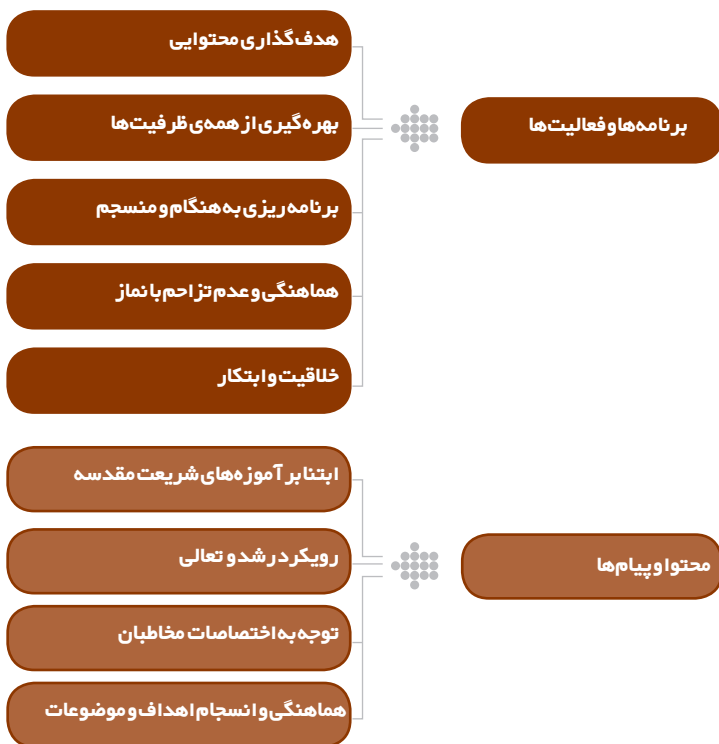 برنامه‌ها و فعالیت‌ها
هدف‌گذاری محتوایی
بهره‌گیری از همه‌ی ظرفیت‌ها
برنامه‌ریزی به‌هنگام و منسجم
هماهنگی و عدم تزاحم با نماز
خلاقیت و ابتکار
محتوا و پیام‌ها
ابتنا بر آموزه‌های شریعت مقدسه
رویکرد رشد و تعالی
توجه به اختصاصات مخاطبان
هماهنگی و انسجام اهداف و موضوعات